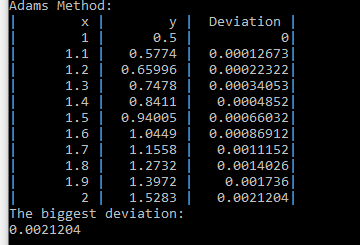 Adams Method:
| x | y | Deviation |
| 1 | 0.5 | 0|
| 1.1 | 0.5774 | 0.00012673|
| 1.2 | 0.65996 | 0.00022322|
| 1.3 | 0.7478 | 0.00034053|
| 1.4 | 0.8411 | 0.0004852|
| 1.5 | 0.94005 | 0.00066032|
| 1.6 | 1.0449 | 0.00086912|
| 1.7 | 1.1558 | 0.0011152|
| 1.8 | 1.2732 | 0.0014026|
| 1.9 | 1.3972 | 0.001736|
| 2 | 1.5283 | 0.0021204|
The biggest deviation:
0.0021204